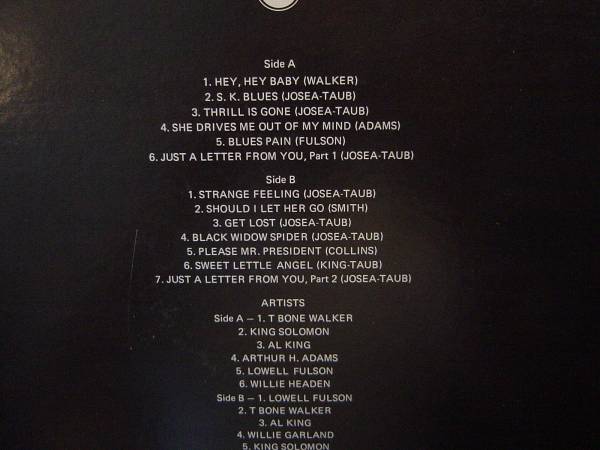 Side A
1. HEY, HEY BABY (WALKER)
2. S. K. BLUES (JOSEA-TAUB)
3. THRILL IS GONE (JOSEA-TAUB)
4. SHE DRIVES ME OUT OF MY MIND (ADAMS)
5. BLUES PAIN (FULSON)
6. JUST A LETTER FROM YOU, Part 1 (JOSEA-TAUB)
Side B
1. STRANGE FEELING (JOSEA-TAUB)
2. SHOULD I LET HER GO (SMITH)
3. GET LOST (JOSEA-TAUB)
4. BLACK WIDOW SPIDER (JOSEA-TAUB)
5. PLEASE MR. PRESIDENT (COLLINS)
6. SWEET LETTLE ANGEL (KING-TAUB)
7. JUST A LETTER FROM YOU, Part 2 (JOSEA-TAUB)
ARTISTS
Side A — 1. T BONE WALKER
2. KING SOLOMON
3. AL KING
4. ARTHUR H. ADAMS
5. LOWELL FULSON
6. WILLIE HEADEN
Side B — 1. LOWELL FULSON
2. T BONE WALKER
3. AL KING
4. WILLIE GARLAND
5. KING SOLOMON